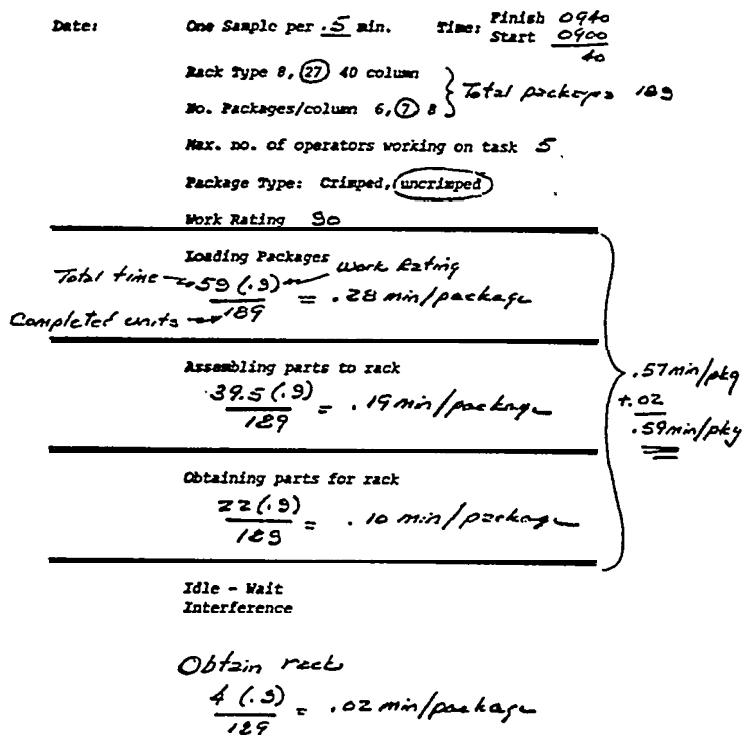 Date: One Sample per .5 min. Time: Finish 0940
Start 0900
40
Rack Type 8, 27 40 column
Total packages 189
No. Packages/column 6, 7 8
Max. no. of operators working on task 5
Package Type: Crimped, uncrimped
Work Rating 90
Loading Packages
Total time 59 (.9) Work Rating
Completed units 189 = .28 min/package
Assembling parts to rack
39.5 (.9)
189 = .19 min/package
.57 min/pkg
+.02
.59 min/pkg
Obtaining parts for rack
22 (.9)
189 = .10 min/package
Idle - Wait
Interference
Obtain rack
4 (.9)
189 = .02 min/package